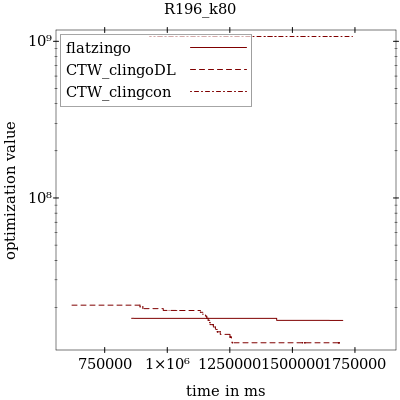 R196_k80
10⁹
flatzingo
CTW_clingoDL
CTW_clingcon
10⁸
optimization value
750000 1×10⁶ 1250000 1500000 1750000
time in ms